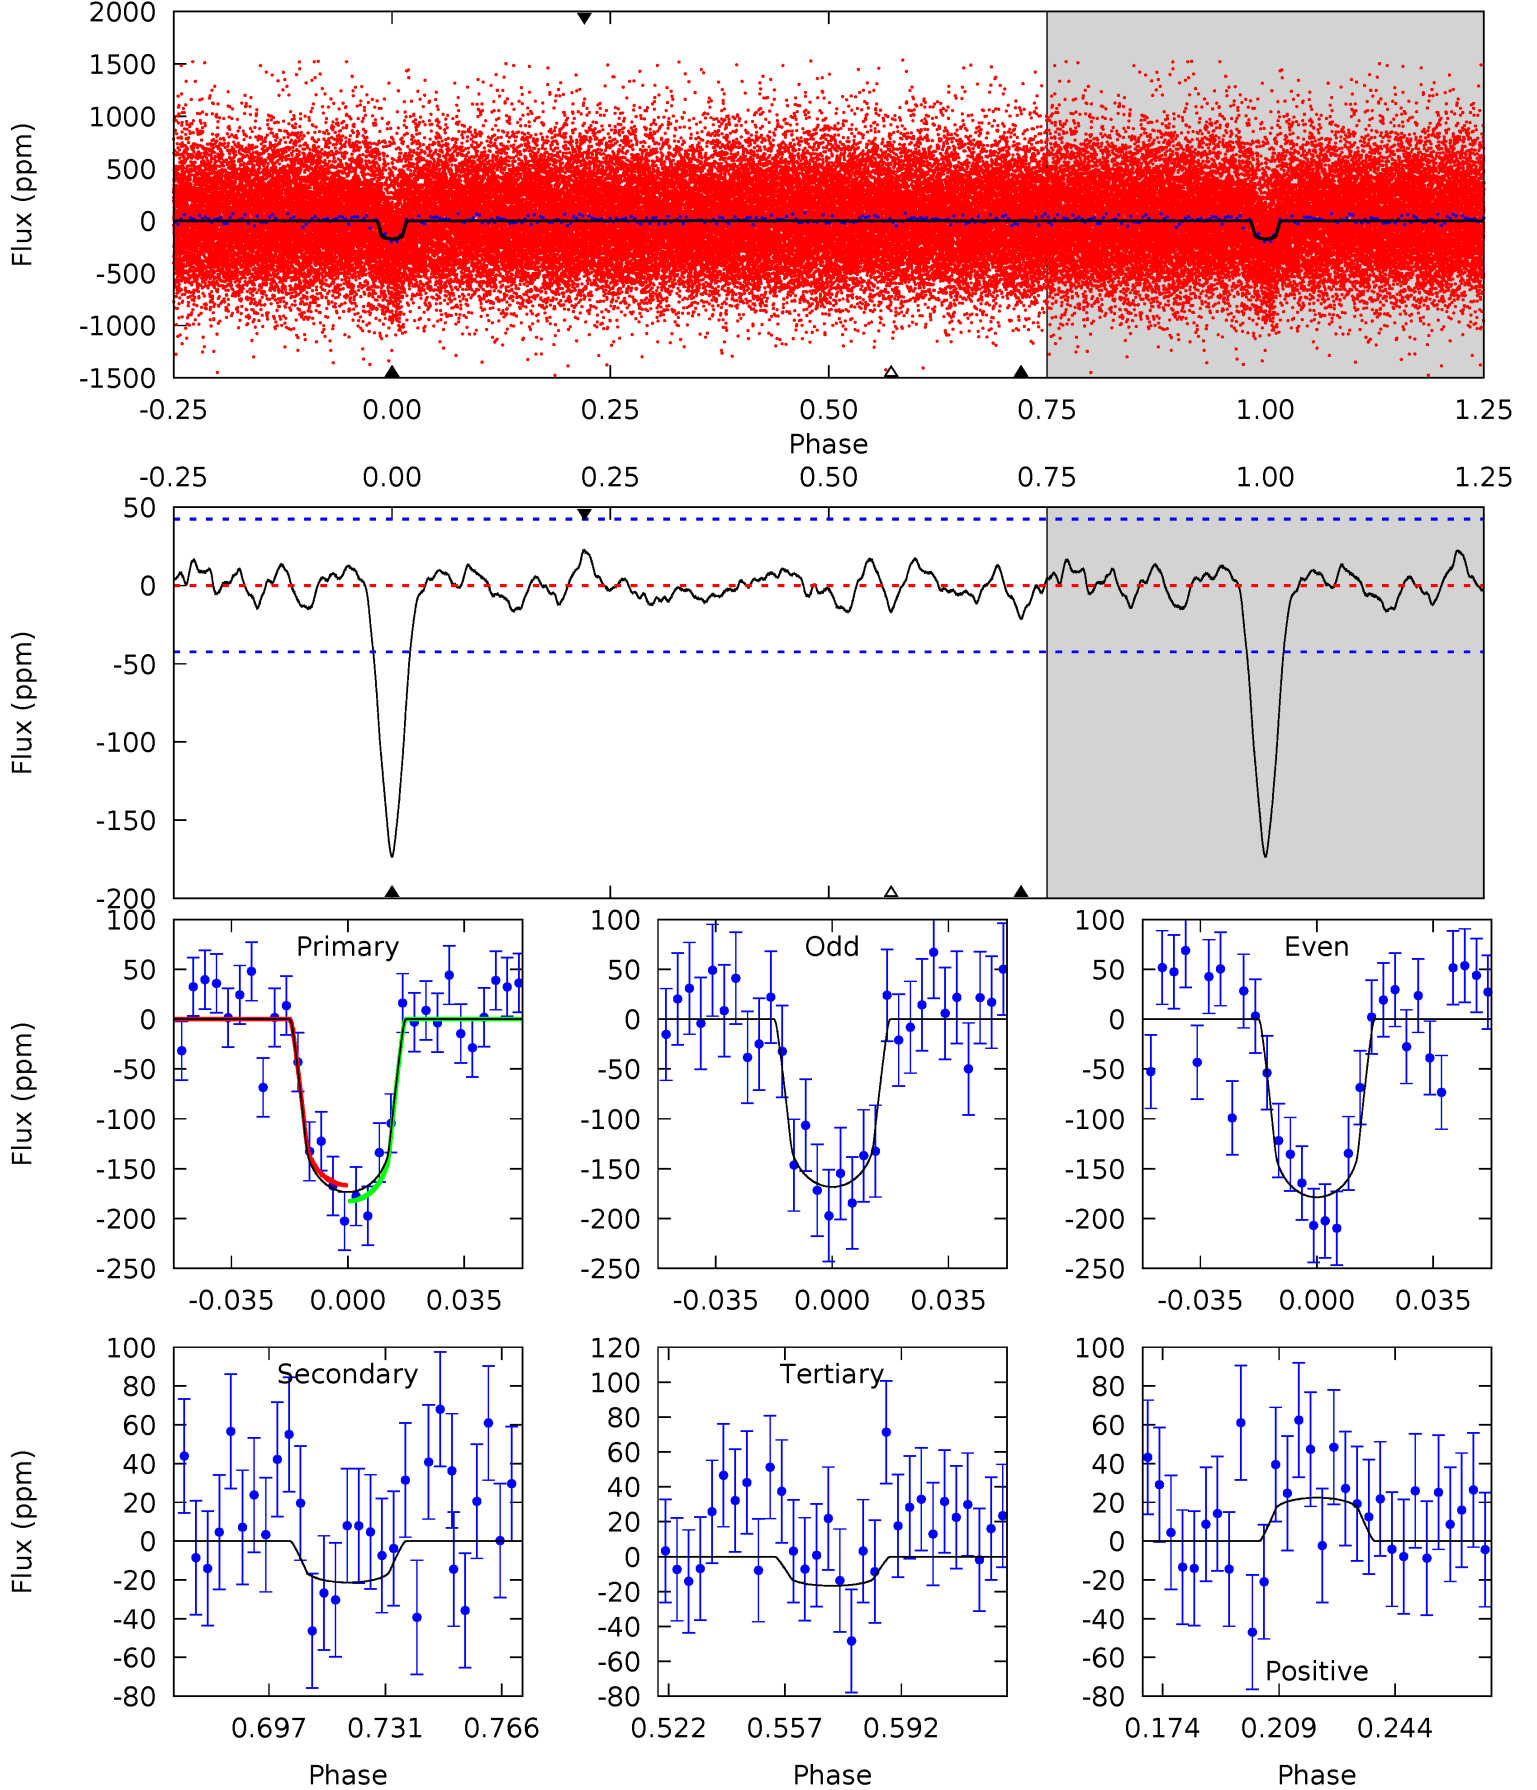 2000
1500
1000
500
0
-500
-1000
-1500
Flux (ppm)
-0.25 0.00 0.25 0.50 0.75 1.00 1.25
Phase
-0.25 0.00 0.25 0.50 0.75 1.00 1.25
50
0
-50
-100
-150
-200
Flux (ppm)
Primary Odd Even
100 100 100
50 50 50
0 0 0
-50 -50 -50
-100 -100 -100
-150 -150 -150
-200 -200 -200
-250 -250 -250
Flux (ppm)
-0.035 0.000 0.035 -0.035 0.000 0.035 -0.035 0.000 0.035
Secondary Tertiary
100 120 100
80 100 80
60 80 60
40 60 40
20 40 20
0 20 0
-20 0 -20
-40 -20 -40
-60 -40 -60
-80 -60 -80
-80
Flux (ppm)
Positive
0.697 0.731 0.766 0.522 0.557 0.592 0.174 0.209 0.244
Phase Phase Phase